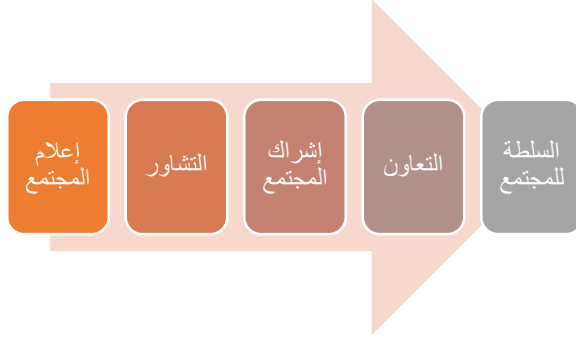 إعلام
المجتمع
التشاور
إشراك
المجتمع
التعاون
السلطة
للمجتمع